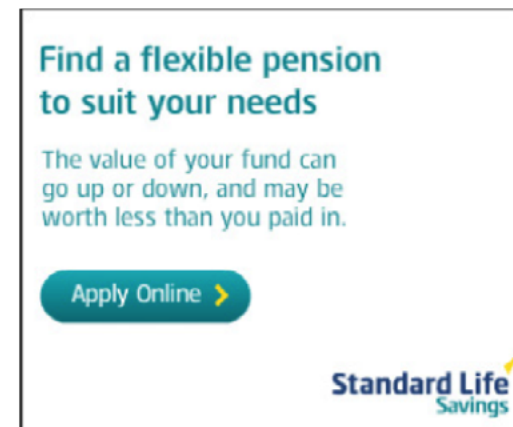 Find a flexible pension
to suit your needs
The value of your fund can
go up or down, and may be
worth less than you paid in.
Apply Online
Standard Life
Savings